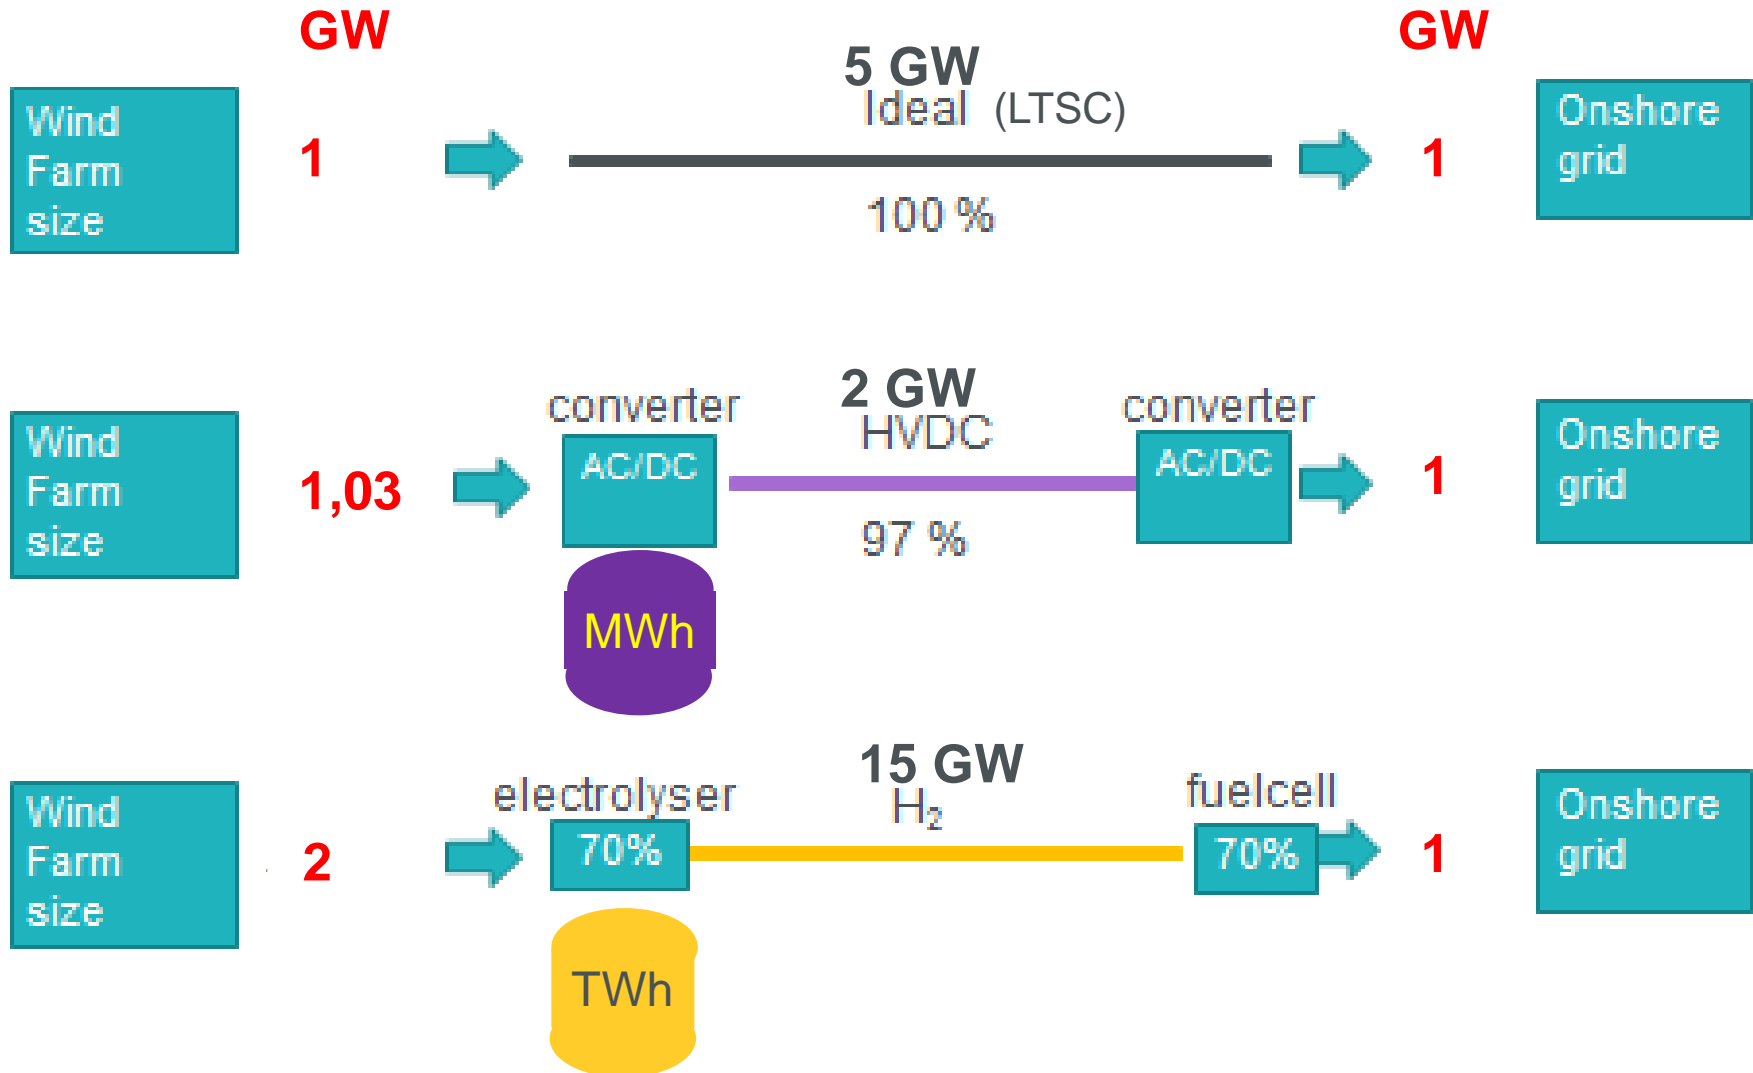 GW
GW
5 GW
Ideal (LTSC)
Wind
Farm
size
1
100 %
1
Onshore
grid
2 GW
HVDC
converter
converter
Wind
Farm
size
1,03
AC/DC
97 %
AC/DC
1
Onshore
grid
MWh
15 GW
H₂
electrolyser
fuelcell
Wind
Farm
size
2
70%
70%
1
Onshore
grid
TWh